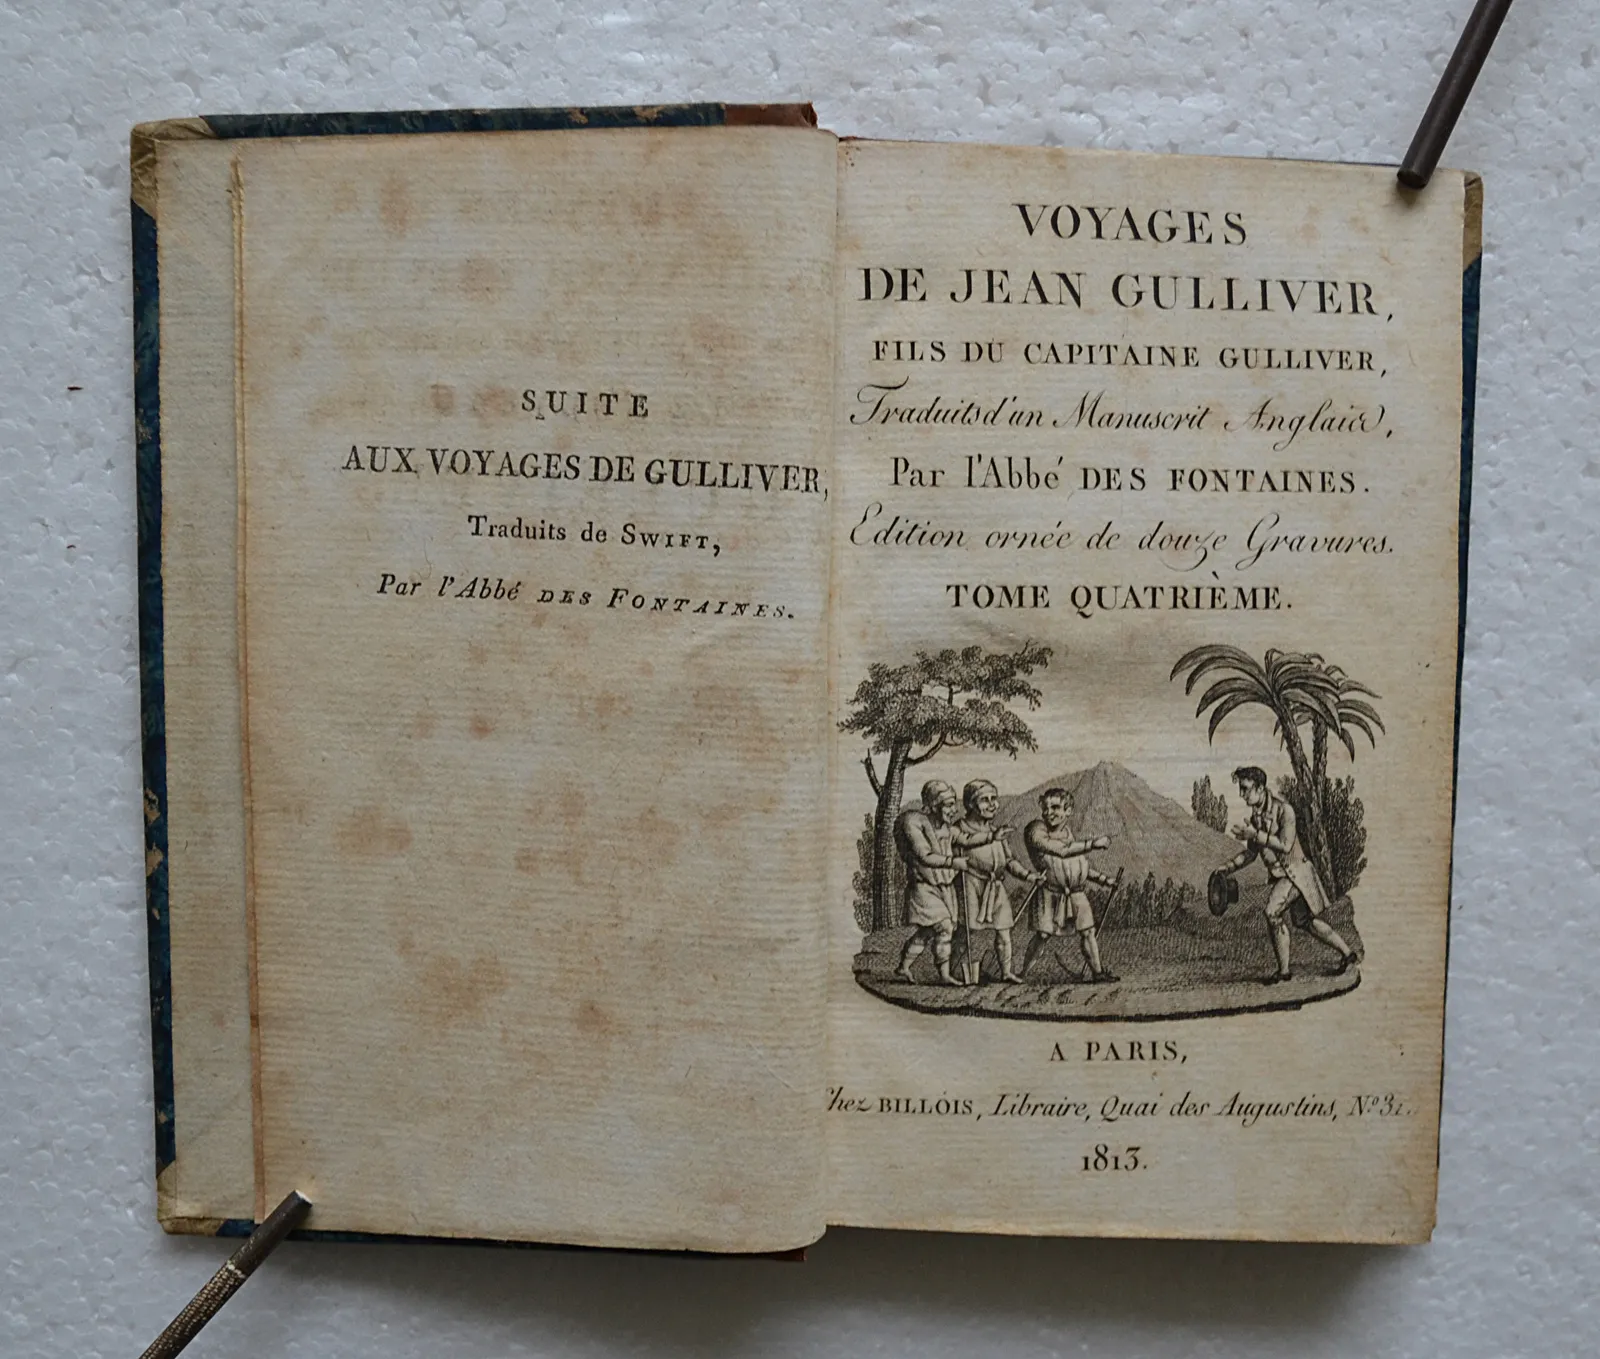 SUITE
AUX VOYAGES DE GULLIVER,
Traduits de SWIFT,
Par l'Abbé DES FONTAINES.
VOYAGES
DE JEAN GULLIVER,
FILS DU CAPITAINE GULLIVER,
Traduits d'un Manuscrit Anglais,
Par l'Abbé DES FONTAINES.
Edition ornée de douze Gravures.
TOME QUATRIÈME.
A PARIS,
Chez BILLOIS, Libraire, Quai des Augustins, Nº 31.
1813.